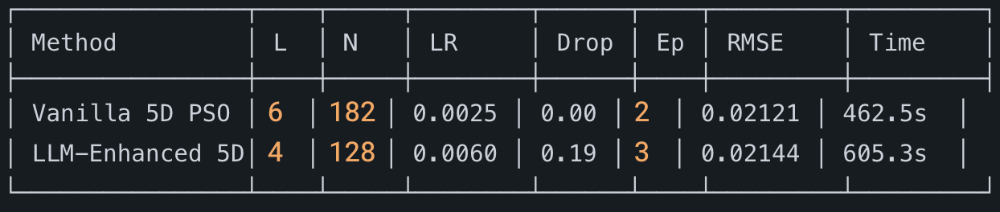 Method L N LR Drop Ep RMSE Time
Vanilla 5D PSO 6 182 0.0025 0.00 2 0.02121 462.5s
LLM-Enhanced 5D 4 128 0.0060 0.19 3 0.02144 605.3s